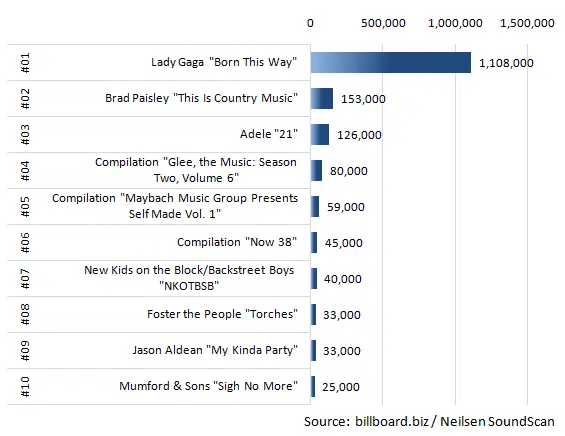 0 500,000 1,000,000 1,500,000
#01 Lady Gaga "Born This Way" 1,108,000
#02 Brad Paisley "This Is Country Music" 153,000
#03 Adele "21" 126,000
#04 Compilation "Glee, the Music: Season
Two, Volume 6" 80,000
#05 Compilation "Maybach Music Group Presents
Self Made Vol. 1" 59,000
#06 Compilation "Now 38" 45,000
#07 New Kids on the Block/Backstreet Boys
"NKOTBSB" 40,000
#08 Foster the People "Torches" 33,000
#09 Jason Aldean "My Kinda Party" 33,000
#10 Mumford & Sons "Sigh No More" 25,000
Source: billboard.biz/ Neilsen SoundScan